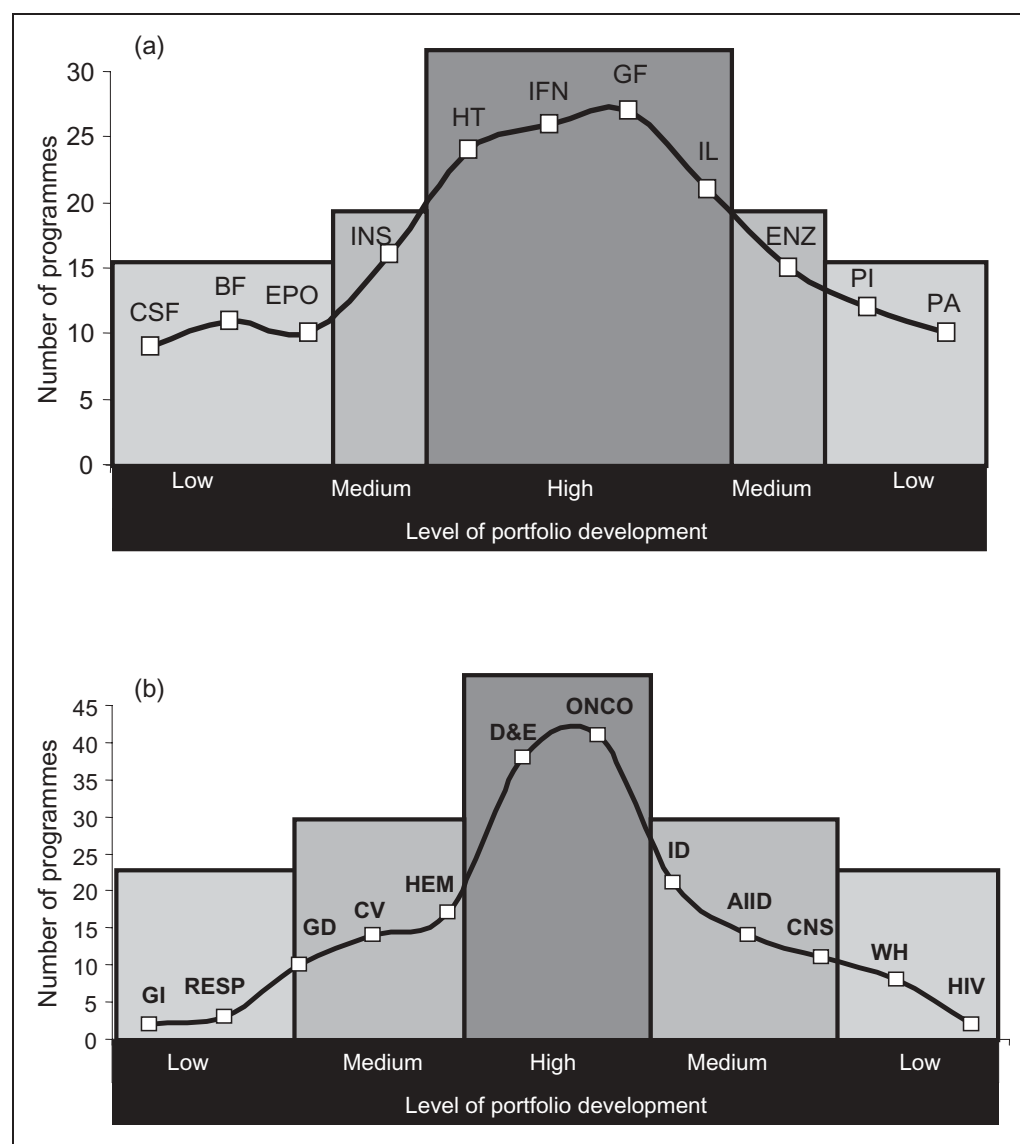 (a)
Number of programmes
30
25
20
15
10
5
0
CSF
BF
EPO
INS
HT
IFN
GF
IL
ENZ
PI
PA
Low
Medium
High
Medium
Low
Level of portfolio development
(b)
Number of programmes
45
40
35
30
25
20
15
10
5
0
GI
RESP
GD
CV
HEM
D&E
ONCO
ID
AIID
CNS
WH
HIV
Low
Medium
High
Medium
Low
Level of portfolio development